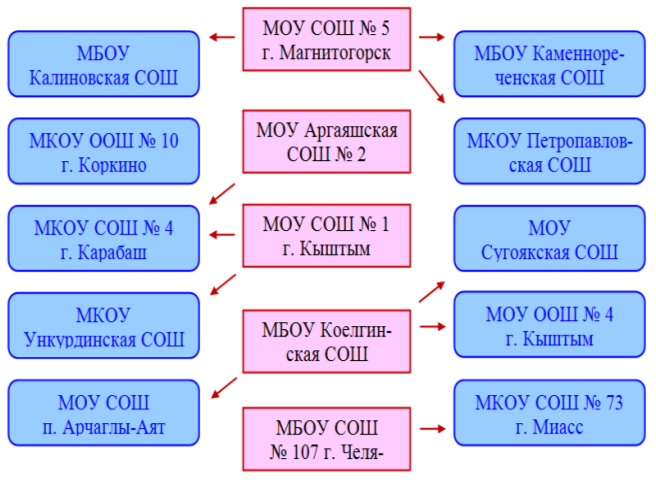 МОУ СОШ № 5
г. Магнитогорск
МБОУ
Калиновская СОШ
МБОУ Каменноре-
ченская СОШ
МОУ Аргаяшская
СОШ № 2
МКОУ ООШ № 10
г. Коркино
МКОУ Петропавлов-
ская СОШ
МКОУ СОШ № 4
г. Карабаш
МОУ СОШ № 1
г. Кыштым
МОУ
Сугоякская СОШ
МКОУ
Ункурдинская СОШ
МБОУ Коелгин-
ская СОШ
МОУ ООШ № 4
г. Кыштым
МОУ СОШ
п. Арчаглы-Аят
МБОУ СОШ
№ 107 г. Челя-
МКОУ СОШ № 73
г. Миасс